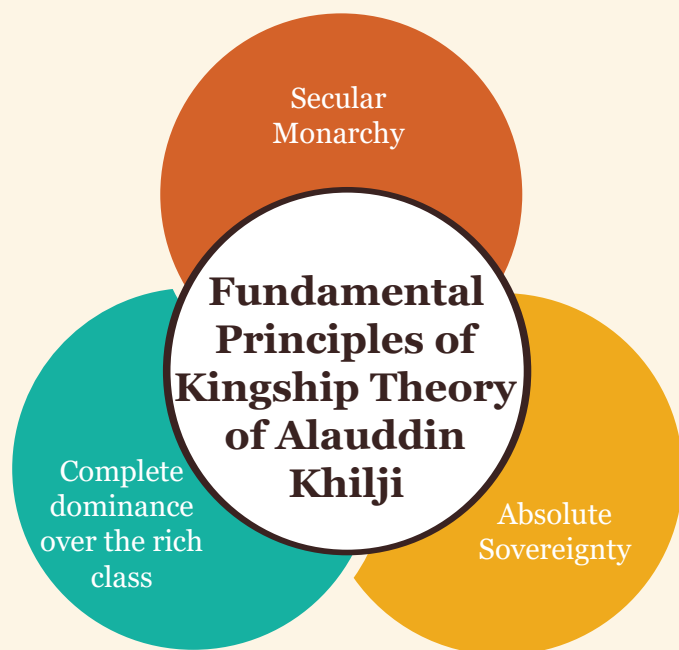 Secular
Monarchy
Fundamental
Principles of
Kingship Theory
of Alauddin
Khilji
Complete
dominance
over the rich
class
Absolute
Sovereignty